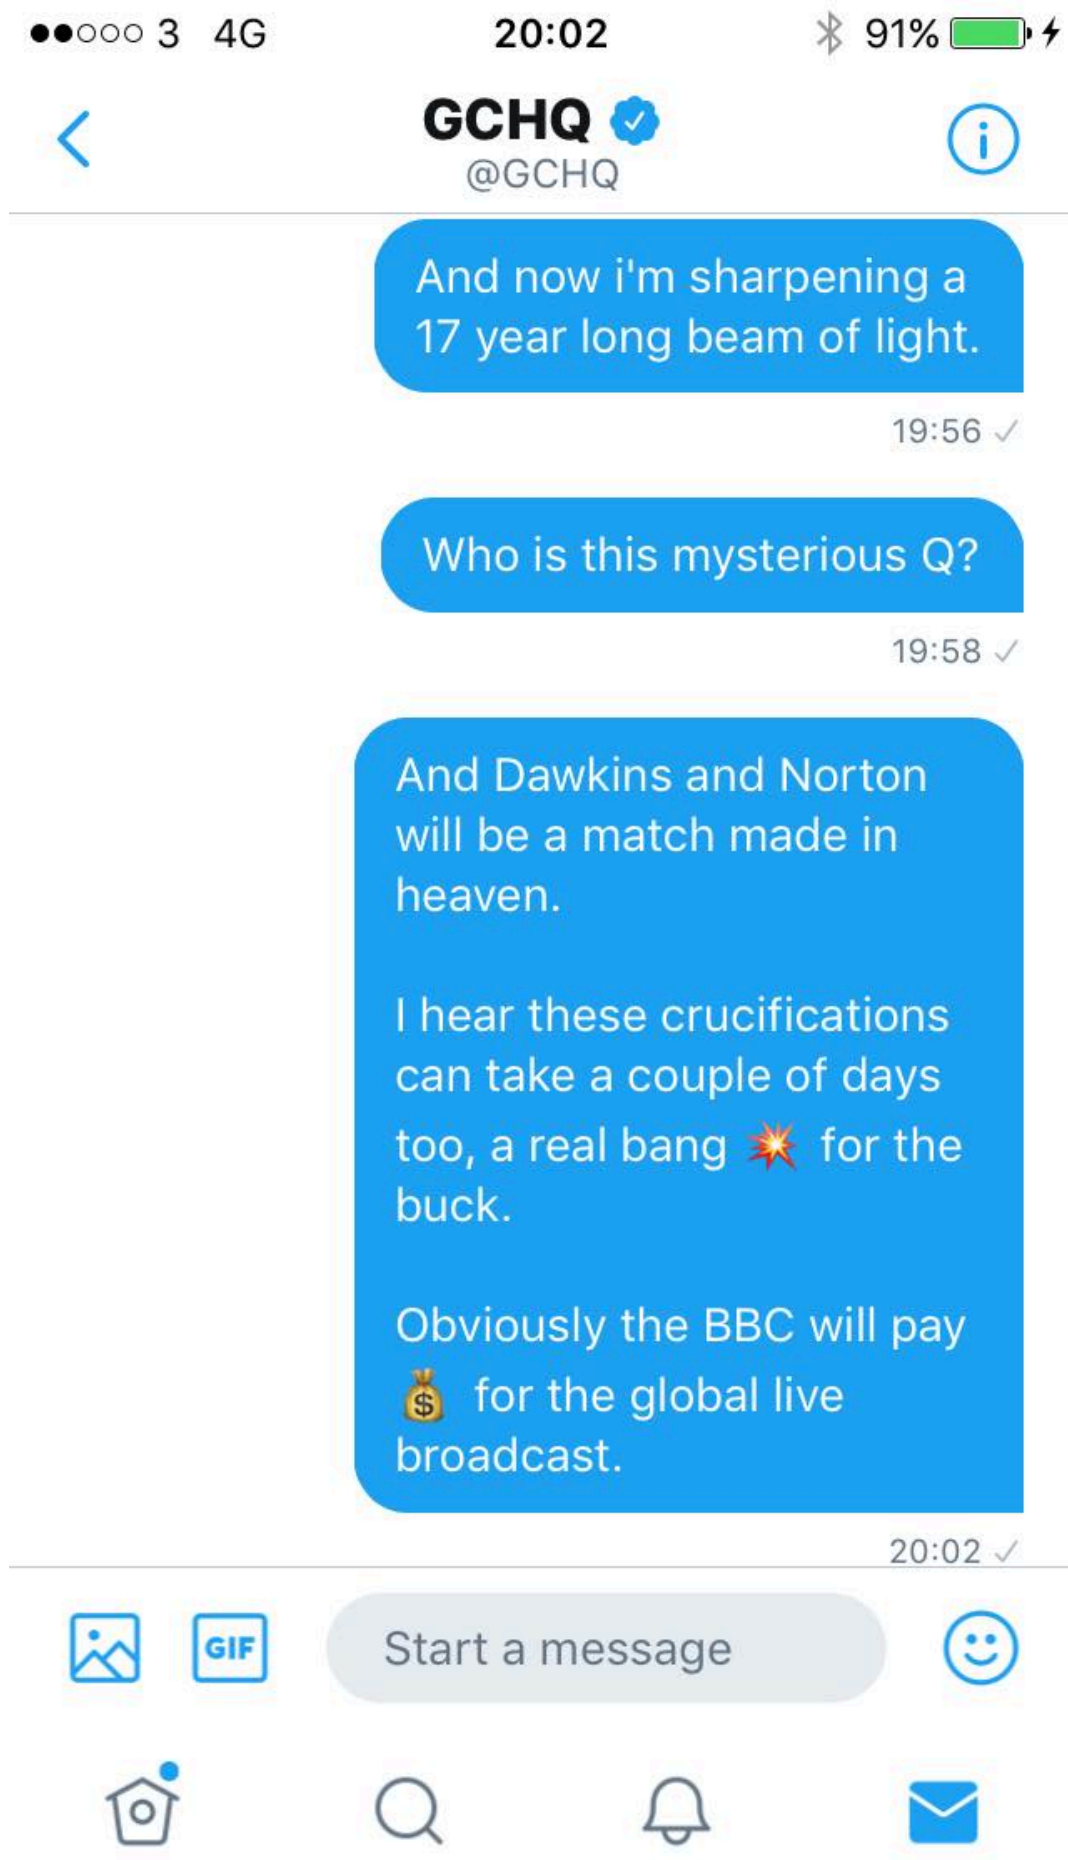 3 4G 20:02 91%
GCHQ
@GCHQ
And now i'm sharpening a
17 year long beam of light.
19:56
Who is this mysterious Q?
19:58
And Dawkins and Norton
will be a match made in
heaven.
I hear these crucifications
can take a couple of days
too, a real bang 💥 for the
buck.
Obviously the BBC will pay
💰 for the global live
broadcast.
20:02
GIF Start a message